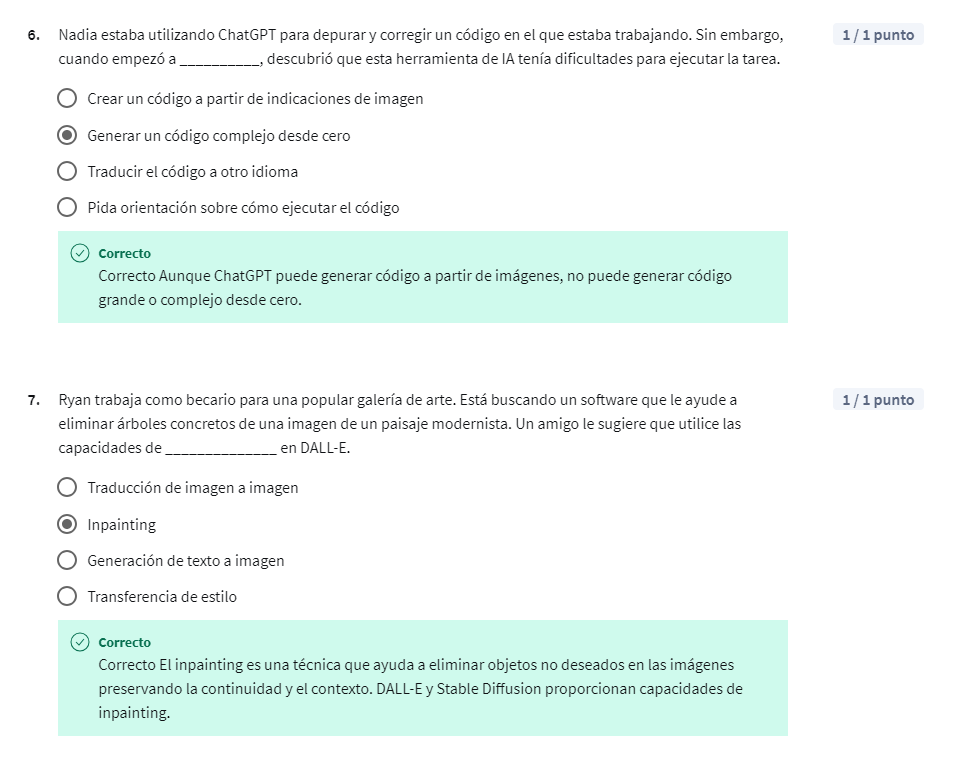 6. Nadia estaba utilizando ChatGPT para depurar y corregir un código en el que estaba trabajando. Sin embargo, 1 / 1 punto
cuando empezó a __________, descubrió que esta herramienta de IA tenía dificultades para ejecutar la tarea.
Crear un código a partir de indicaciones de imagen
Generar un código complejo desde cero
Traducir el código a otro idioma
Pida orientación sobre cómo ejecutar el código
Correcto
Correcto Aunque ChatGPT puede generar código a partir de imágenes, no puede generar código
grande o complejo desde cero.
7. Ryan trabaja como becario para una popular galería de arte. Está buscando un software que le ayude a 1 / 1 punto
eliminar árboles concretos de una imagen de un paisaje modernista. Un amigo le sugiere que utilice las
capacidades de ______________ en DALL-E.
Traducción de imagen a imagen
Inpainting
Generación de texto a imagen
Transferencia de estilo
Correcto
Correcto El inpainting es una técnica que ayuda a eliminar objetos no deseados en las imágenes
preservando la continuidad y el contexto. DALL-E y Stable Diffusion proporcionan capacidades de
inpainting.